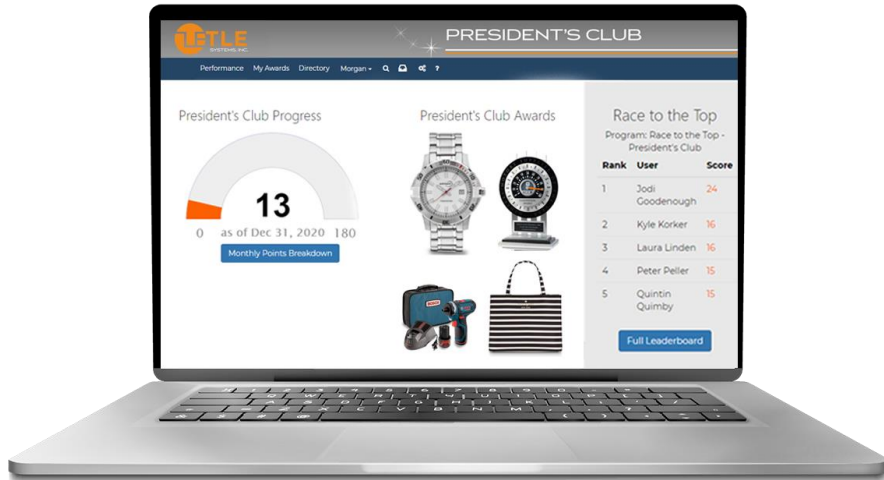 TLE
SYSTEMS, INC.
PRESIDENT'S CLUB
Performance My Awards Directory Morgan ?
President's Club Progress
13
0 as of Dec 31, 2020 180
Monthly Points Breakdown
President's Club Awards
Race to the Top
Program: Race to the Top -
President's Club
Rank User Score
1 Jodi Goodenough 24
2 Kyle Korker 16
3 Laura Linden 16
4 Peter Peller 15
5 Quintin Quimby 15
Full Leaderboard